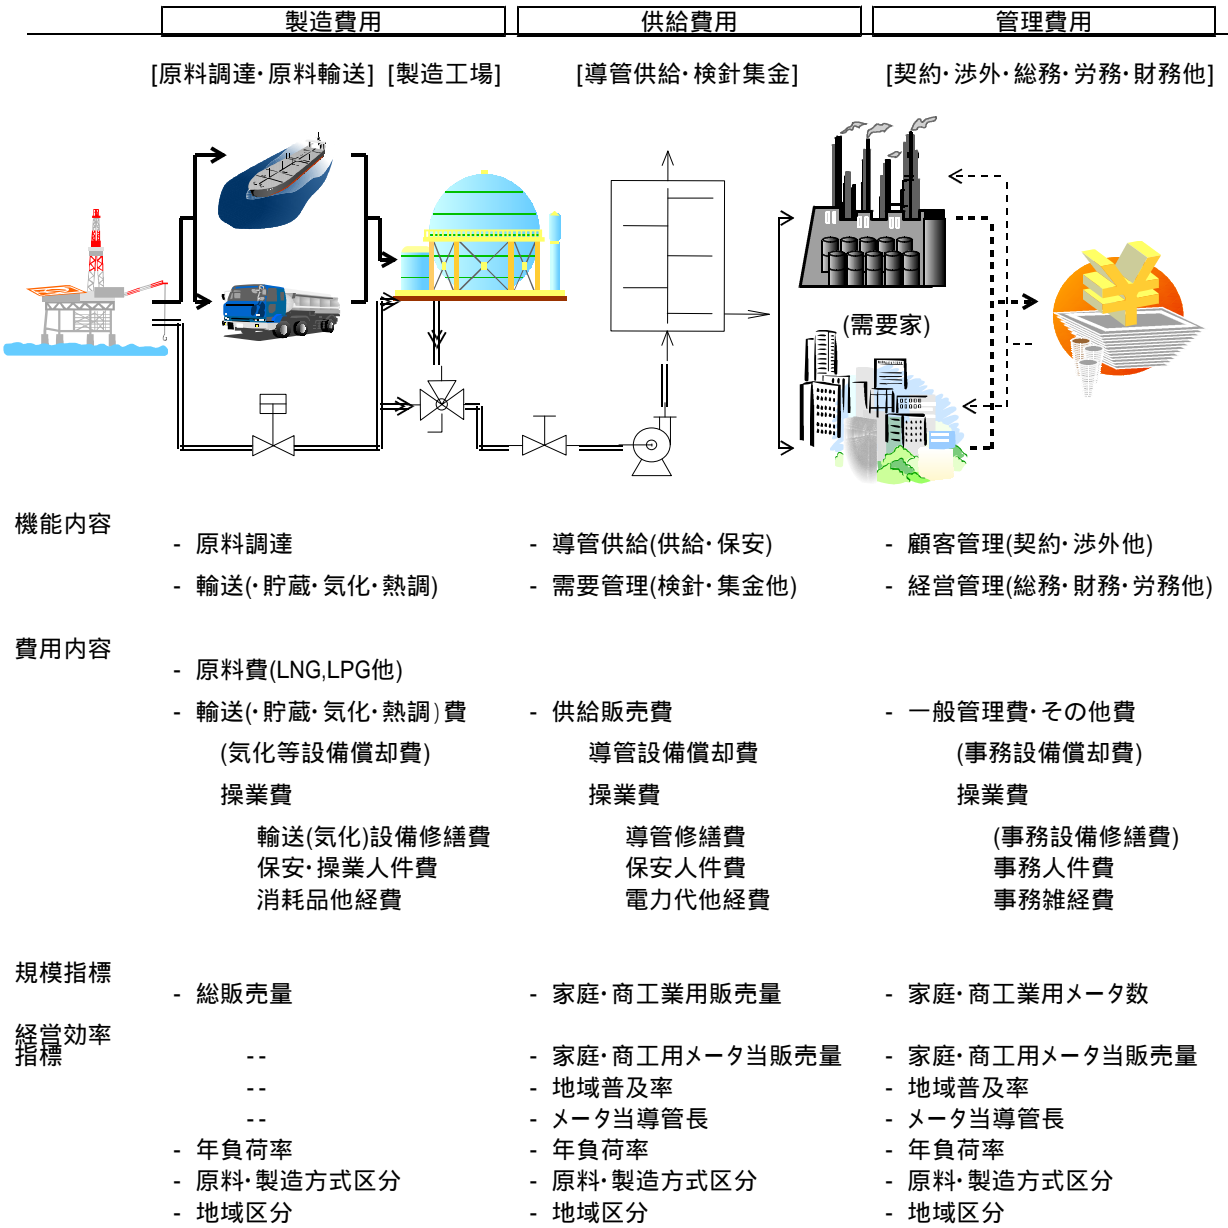 製造費用 供給費用 管理費用
[原料調達・原料輸送] [製造工場] [導管供給・検針集金] [契約・渉外・総務・労務・財務他]
(需要家)
機能内容
- 原料調達 - 導管供給(供給・保安) - 顧客管理(契約・渉外他)
- 輸送(・貯蔵・気化・熱調) - 需要管理(検針・集金他) - 経営管理(総務・財務・労務他)
費用内容
- 原料費(LNG,LPG他)
- 輸送(・貯蔵・気化・熱調)費 - 供給販売費 - 一般管理費・その他費
(気化等設備償却費) 導管設備償却費 (事務設備償却費)
操業費 操業費 操業費
輸送(気化)設備修繕費 導管修繕費 (事務設備修繕費)
保安・操業人件費 保安人件費 事務人件費
消耗品他経費 電力代他経費 事務雑経費
規模指標
- 総販売量 - 家庭・商工業用販売量 - 家庭・商工業用メータ数
経営効率
指標 -- - 家庭・商工用メータ当販売量 - 家庭・商工用メータ当販売量
-- - 地域普及率 - 地域普及率
-- - メータ当導管長 - メータ当導管長
- 年負荷率 - 年負荷率 - 年負荷率
- 原料・製造方式区分 - 原料・製造方式区分 - 原料・製造方式区分
- 地域区分 - 地域区分 - 地域区分